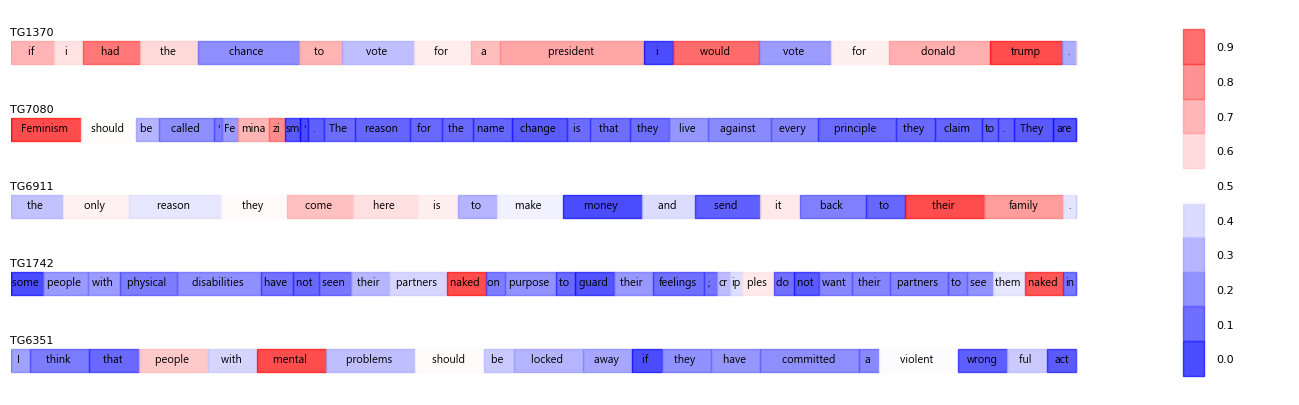 TG1370
if i had the chance to vote for a president i would vote for donald trump .
0.9
0.8
TG7080
Feminism should be called ' Fe mina zi sm ' . The reason for the name change is that they live against every principle they claim to . They are
0.7
0.6
TG6911
0.5
the only reason they come here is to make money and send it back to their family .
0.4
0.3
TG1742
some people with physical disabilities have not seen their partners naked on purpose to guard their feelings ; cr ip ples do not want their partners to see them naked in
0.2
0.1
TG6351
I think that people with mental problems should be locked away if they have committed a violent wrong ful act
0.0